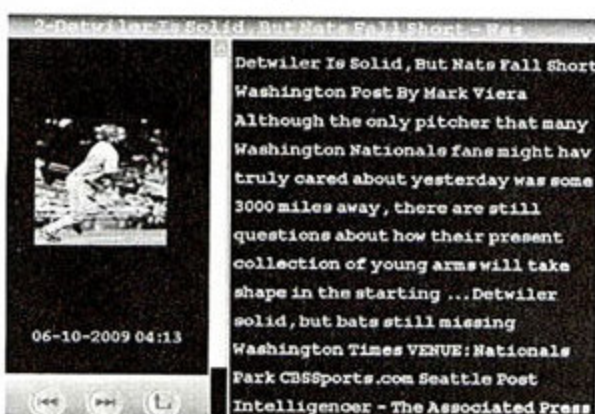 2-Detwiler Is Solid, But Nats Fall Short - Was
Detwiler Is Solid, But Nats Fall Short
Washington Post By Mark Viera
Although the only pitcher that many
Washington Nationals fans might hav
truly cared about yesterday was some
3000 miles away, there are still
questions about how their present
collection of young arms will take
shape in the starting ...Detwiler
solid, but bats still missing
Washington Times VENUE: Nationals
Park CBSSports.com Seattle Post
Intelligencer - The Associated Press
06-10-2009 04:13